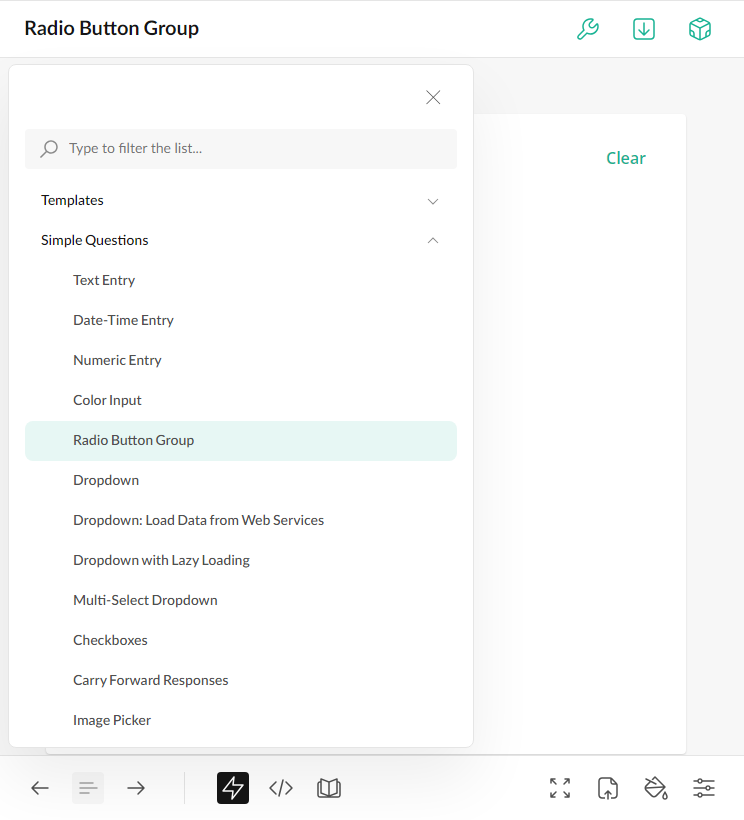 Radio Button Group
Type to filter the list...
Clear
Templates
Simple Questions
Text Entry
Date-Time Entry
Numeric Entry
Color Input
Radio Button Group
Dropdown
Dropdown: Load Data from Web Services
Dropdown with Lazy Loading
Multi-Select Dropdown
Checkboxes
Carry Forward Responses
Image Picker